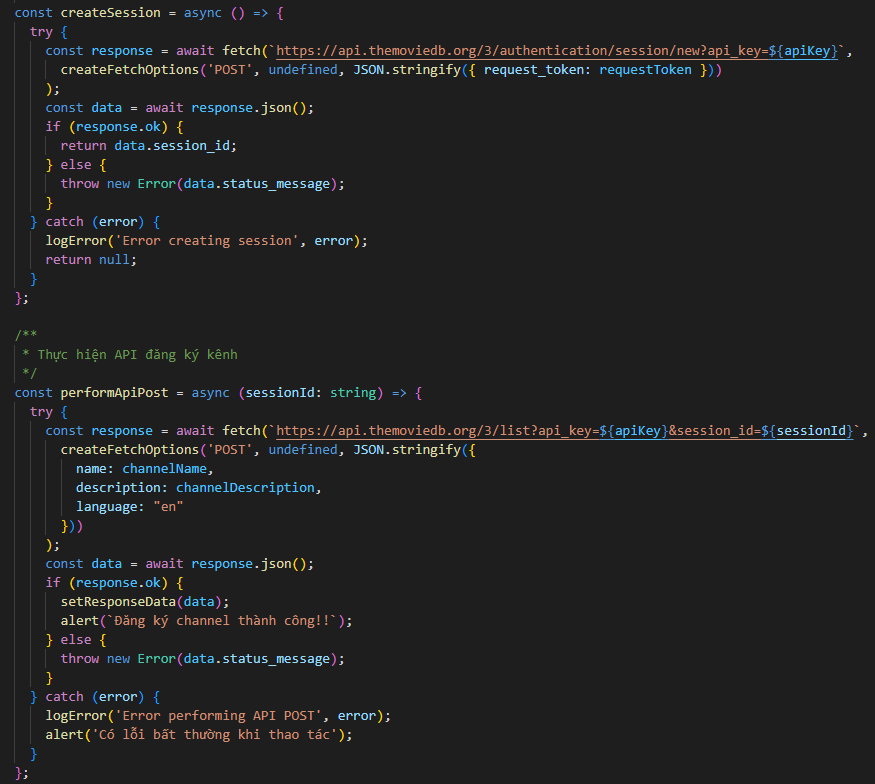 const createSession = async () => {
try {
const response = await fetch(`https://api.themoviedb.org/3/authentication/session/new?api_key=${apiKey}`,
createFetchOptions('POST', undefined, JSON.stringify({ request_token: requestToken }))
);
const data = await response.json();
if (response.ok) {
return data.session_id;
} else {
throw new Error(data.status_message);
}
} catch (error) {
logError('Error creating session', error);
return null;
}
};
/**
* Thực hiện API đăng ký kênh
*/
const performApiPost = async (sessionId: string) => {
try {
const response = await fetch(`https://api.themoviedb.org/3/list?api_key=${apiKey}&session_id=${sessionId}`,
createFetchOptions('POST', undefined, JSON.stringify({
name: channelName,
description: channelDescription,
language: "en"
}))
);
const data = await response.json();
if (response.ok) {
setResponseData(data);
alert(`Đăng ký channel thành công!!`);
} else {
throw new Error(data.status_message);
}
} catch (error) {
logError('Error performing API POST', error);
alert('Có lỗi bất thường khi thao tác');
}
};